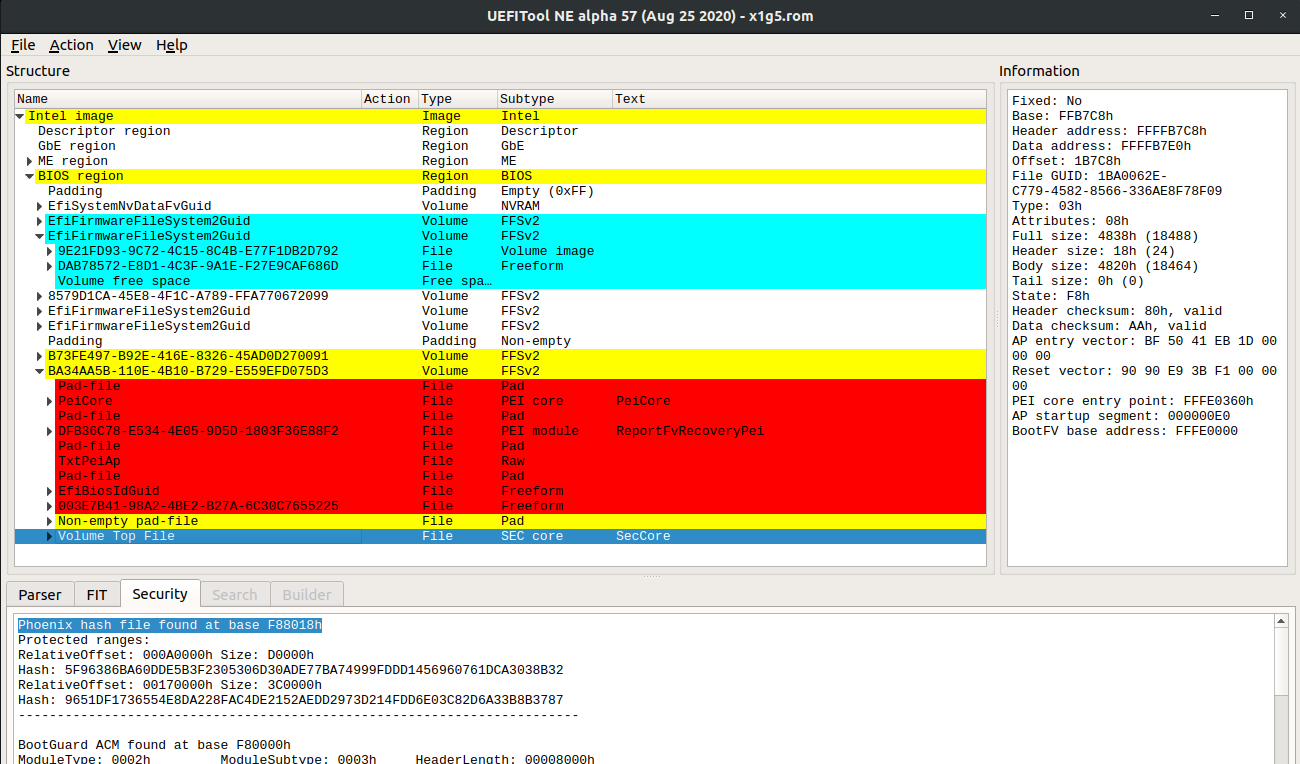 UEFITool NE alpha 57 (Aug 25 2020) - x1g5.rom
File Action View Help
Structure
Name Action Type Subtype Text
Intel image Image Intel
Descriptor region Region Descriptor
GbE region Region GbE
ME region Region ME
BIOS region Region BIOS
Padding Padding Empty (0xFF)
EfiSystemNvDataFvGuid Volume NVRAM
EfiFirmwareFileSystem2Guid Volume FFSv2
EfiFirmwareFileSystem2Guid Volume FFSv2
9E21FD93-9C72-4C15-8C4B-E77F1DB2D792 File Volume image
DAB78572-E8D1-4C3F-9A1E-F27E9CAF686D File Freeform
Volume free space Free spa…
8579D1CA-45E8-4F1C-A789-FFA770672099 Volume FFSv2
EfiFirmwareFileSystem2Guid Volume FFSv2
EfiFirmwareFileSystem2Guid Volume FFSv2
Padding Padding Non-empty
B73FE497-B92E-416E-8326-45AD0D270091 Volume FFSv2
BA34AA5B-110E-4B10-B729-E559EFD075D3 Volume FFSv2
Pad-file File Pad
PeiCore File PEI core PeiCore
Pad-file File Pad
DFB36C78-E534-4E05-9D5D-1803F36E88F2 File PEI module ReportFvRecoveryPei
Pad-file File Pad
TxtPeiAp File Raw
Pad-file File Pad
EfiBiosIdGuid File Freeform
003E7B41-98A2-4BE2-B27A-6C30C7655225 File Freeform
Non-empty pad-file File Pad
Volume Top File File SEC core SecCore
Information
Fixed: No
Base: FFB7C8h
Header address: FFFFB7C8h
Data address: FFFFB7E0h
Offset: 1B7C8h
File GUID: 1BA0062E-
C779-4582-8566-336AE8F78F09
Type: 03h
Attributes: 08h
Full size: 4838h (18488)
Header size: 18h (24)
Body size: 4820h (18464)
Tail size: 0h (0)
State: F8h
Header checksum: 80h, valid
Data checksum: AAh, valid
AP entry vector: BF 50 41 EB 1D 00
00 00
Reset vector: 90 90 E9 3B F1 00 00
00
PEI core entry point: FFFE0360h
AP startup segment: 000000E0
BootFV base address: FFFE0000
Parser FIT Security Search Builder
Phoenix hash file found at base F88018h
Protected ranges:
RelativeOffset: 000A0000h Size: D0000h
Hash: 5F96386BA60DDE5B3F2305306D30ADE77BA74999FDDD1456960761DCA3038B32
RelativeOffset: 00170000h Size: 3C0000h
Hash: 9651DF1736554E8DA228FAC4DE2152AEDD2973D214FDD6E03C82D6A33B8B3787
-------------------------------------------------------------------------
BootGuard ACM found at base F80000h
ModuleType: 0002h ModuleSubtype: 0003h HeaderLength: 00008000h